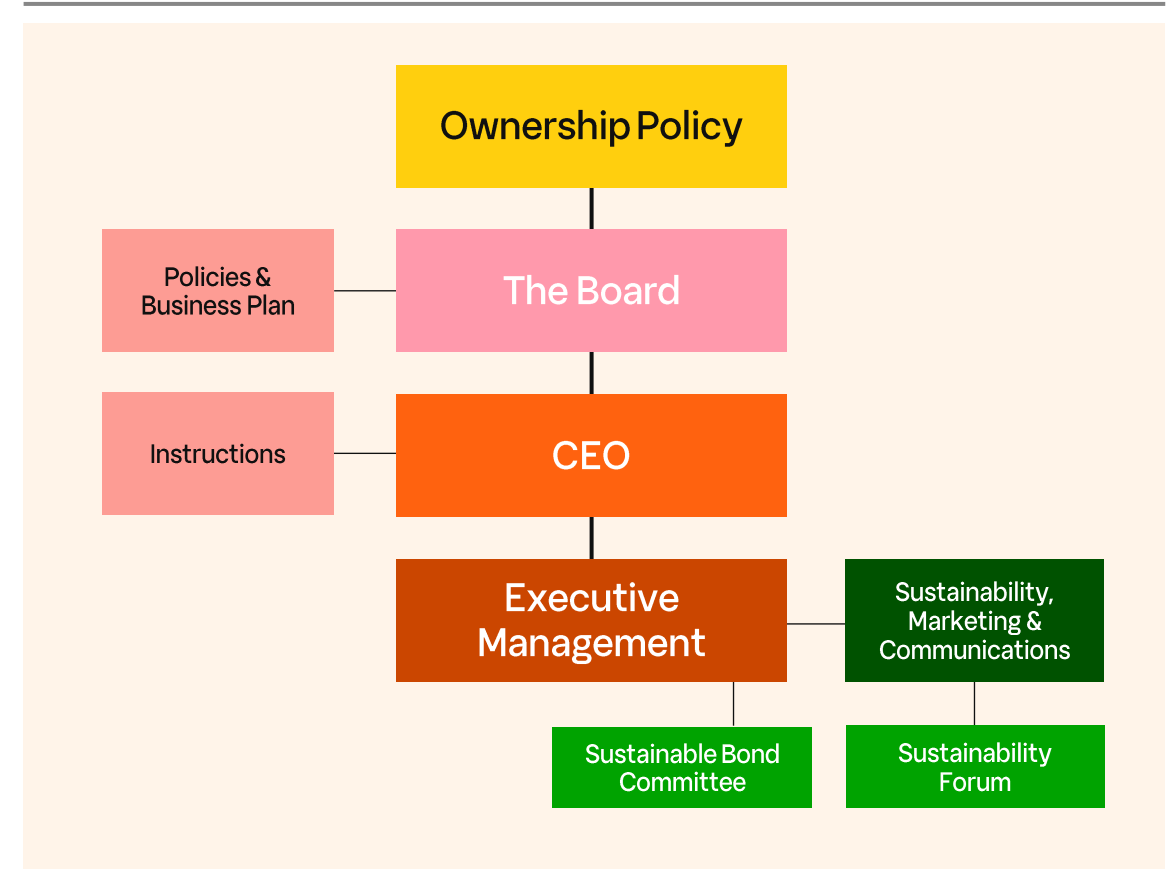 Ownership Policy
Policies &
Business Plan
The Board
Instructions
CEO
Executive
Management
Sustainability,
Marketing &
Communications
Sustainable Bond
Committee
Sustainability
Forum